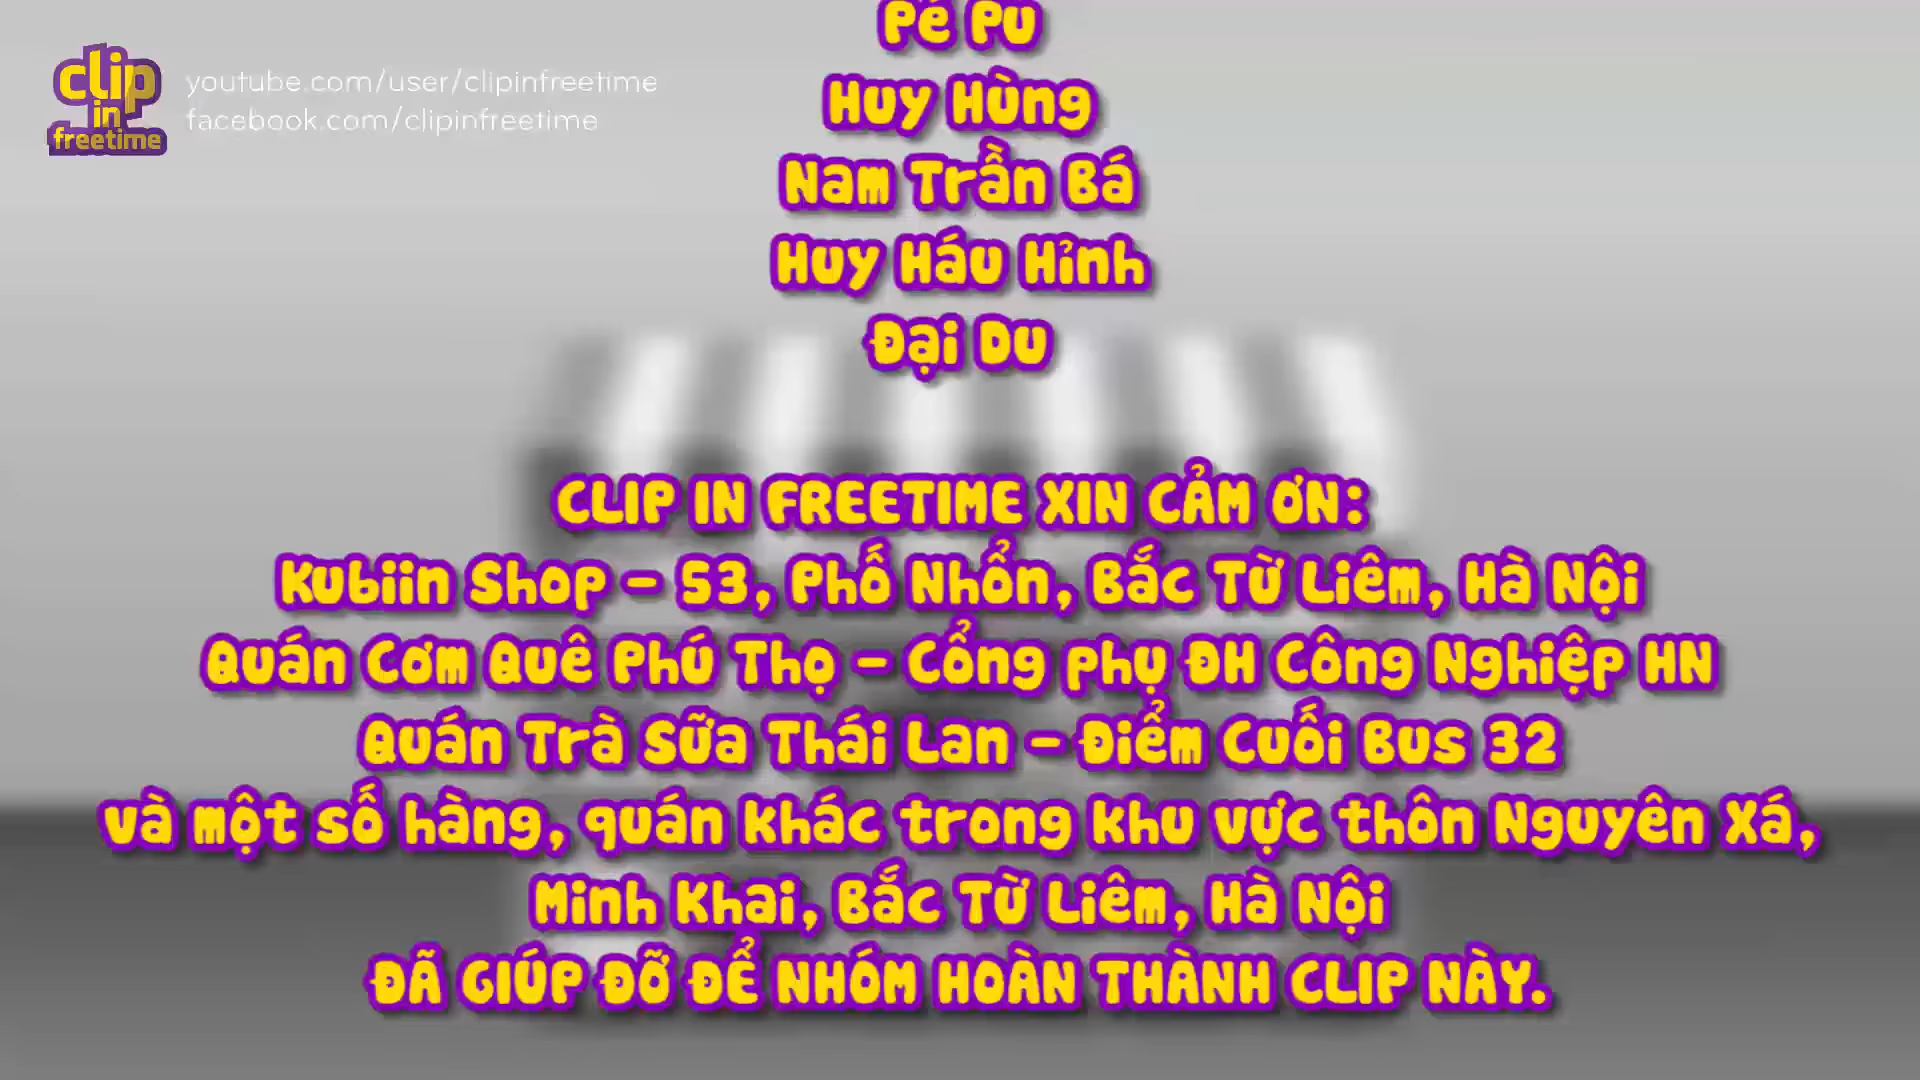 Pé Pu
Huy Hùng
Nam Trần Bá
Huy Háu Hỉnh
Đại Du
clip
in
freetime
youtube.com/user/clipinfreetime
facebook.com/clipinfreetime
CLIP IN FREETIME XIN CẢM ƠN:
Kubiin Shop - 53, Phố Nhổn, Bắc Từ Liêm, Hà Nội
Quán Cơm Quê Phú Thọ - Cổng phụ ĐH Công Nghiệp HN
Quán Trà Sữa Thái Lan - Điểm Cuối Bus 32
và một số hàng, quán khác trong khu vực thôn Nguyên Xá,
Minh Khai, Bắc Từ Liêm, Hà Nội
ĐÃ GIÚP ĐỠ ĐỂ NHÓM HOÀN THÀNH CLIP NÀY.